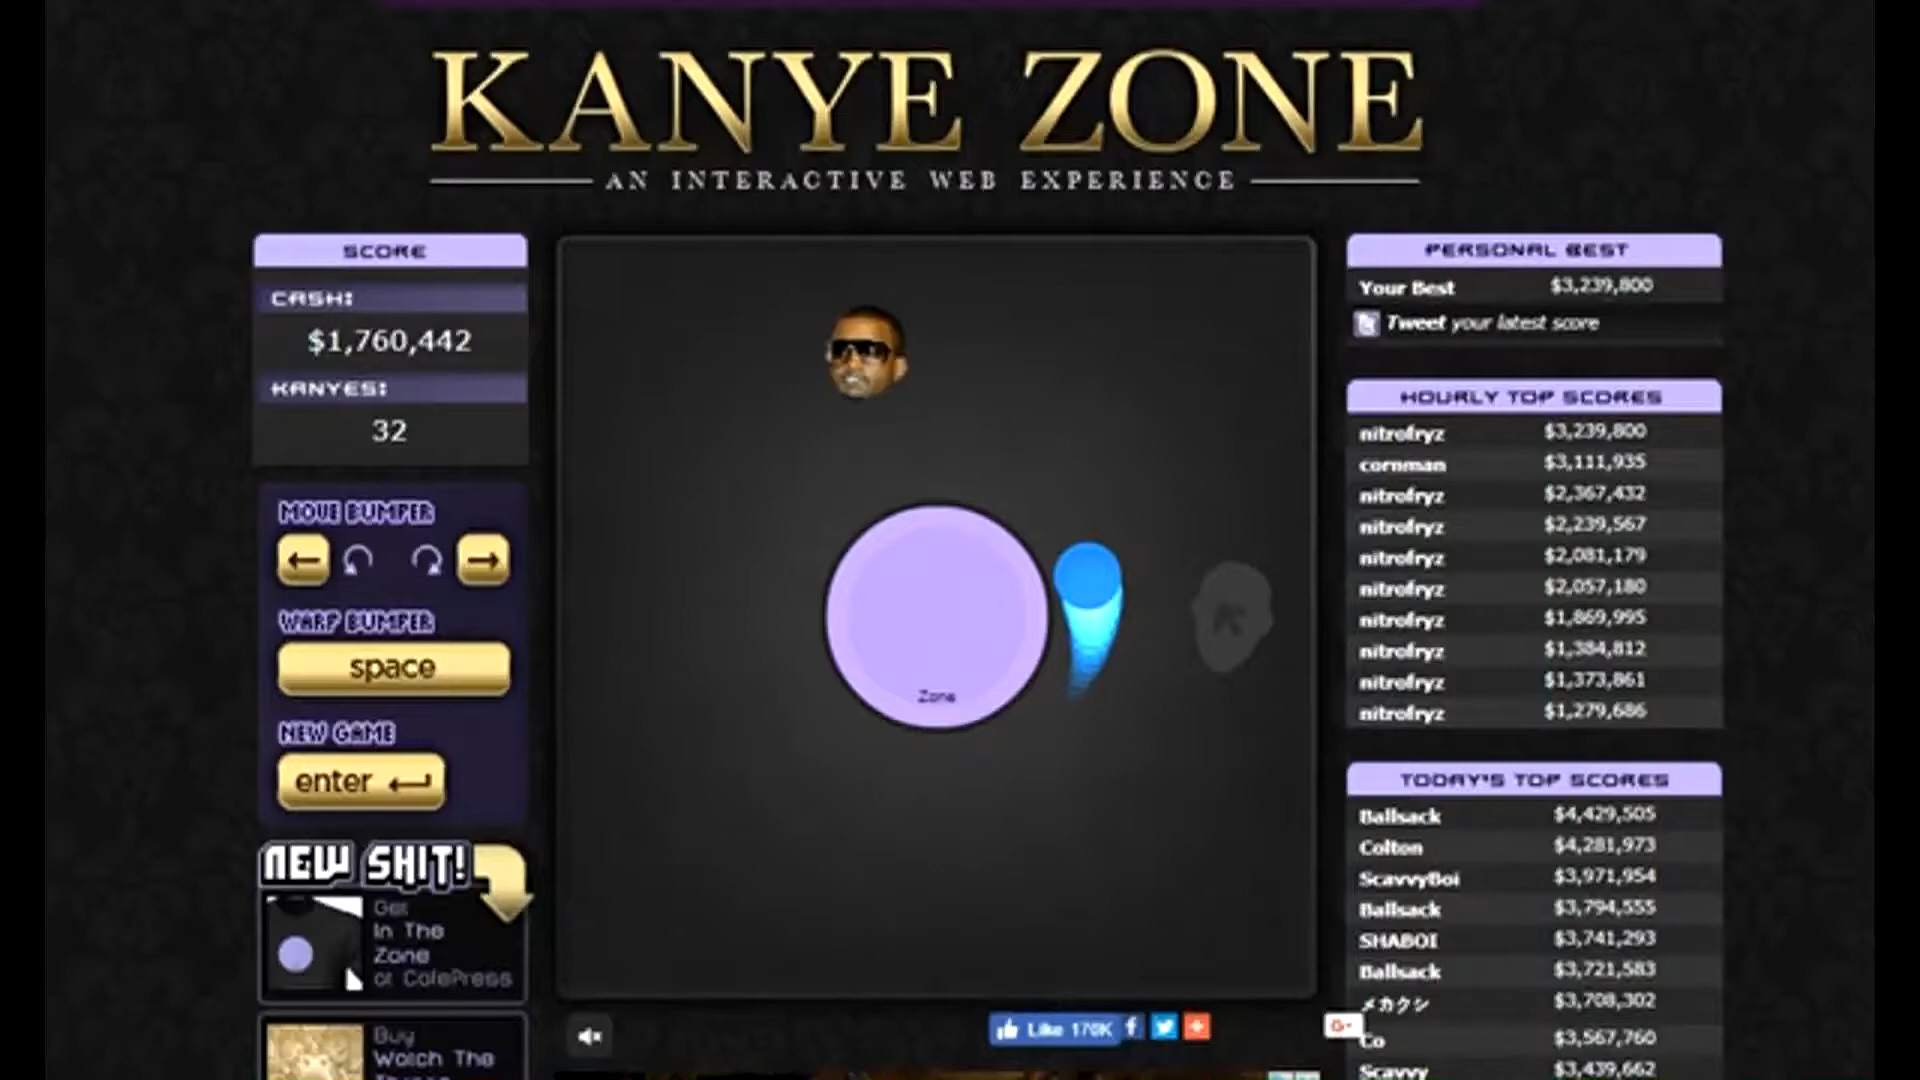 KANYE ZONE
AN INTERACTIVE WEB EXPERIENCE
SCORE
CASH:
$1,760,442
KANYES:
32
MOVE BUMPER
WARP BUMPER
space
NEW GAME
enter
NEW SHIT!
Get
In The
Zone
at CafePress
Buy
Watch The
Zone
Like 170K
G+
PERSONAL BEST
Your Best $3,239,800
Tweet your latest score
HOURLY TOP SCORES
nitrofryz $3,239,800
cornman $3,111,935
nitrofryz $2,367,432
nitrofryz $2,239,567
nitrofryz $2,081,179
nitrofryz $2,057,180
nitrofryz $1,869,995
nitrofryz $1,384,812
nitrofryz $1,373,861
nitrofryz $1,279,686
TODAY'S TOP SCORES
Ballsack $4,429,505
Colton $4,281,973
ScavvyBoi $3,971,954
Ballsack $3,794,555
SHABOI $3,741,293
Ballsack $3,721,583
メカクシ $3,708,302
Co $3,567,760
Scavvy $3,439,662